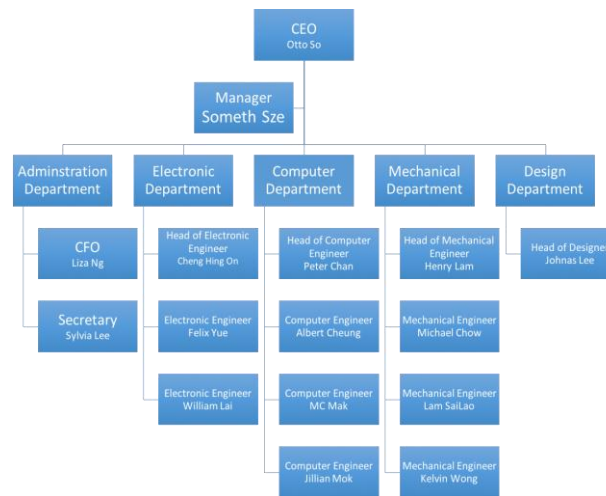 CEO
Otto So
Manager
Someth Sze
Adminstration
Department
Electronic
Department
Computer
Department
Mechanical
Department
Design
Department
CFO
Liza Ng
Head of Electronic
Engineer
Cheng Hing On
Head of Computer
Engineer
Peter Chan
Head of Mechanical
Engineer
Henry Lam
Head of Designer
Johnas Lee
Secretary
Sylvia Lee
Electronic Engineer
Felix Yue
Computer Engineer
Albert Cheung
Mechanical Engineer
Michael Chow
Electronic Engineer
William Lai
Computer Engineer
MC Mak
Mechanical Engineer
Lam SaiLao
Computer Engineer
Jillian Mok
Mechanical Engineer
Kelvin Wong